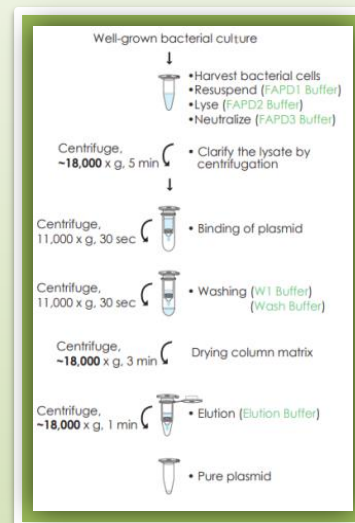 Well-grown bacterial culture
•Harvest bacterial cells
•Resuspend (FAPD1 Buffer)
•Lyse (FAPD2 Buffer)
•Neutralize (FAPD3 Buffer)
Centrifuge,
~18,000 x g, 5 min
• Clarify the lysate by
centrifugation
Centrifuge,
11,000 x g, 30 sec
• Binding of plasmid
Centrifuge,
11,000 x g, 30 sec
• Washing (W1 Buffer)
(Wash Buffer)
Centrifuge,
~18,000 x g, 3 min
Drying column matrix
Centrifuge,
~18,000 x g, 1 min
• Elution (Elution Buffer)
• Pure plasmid